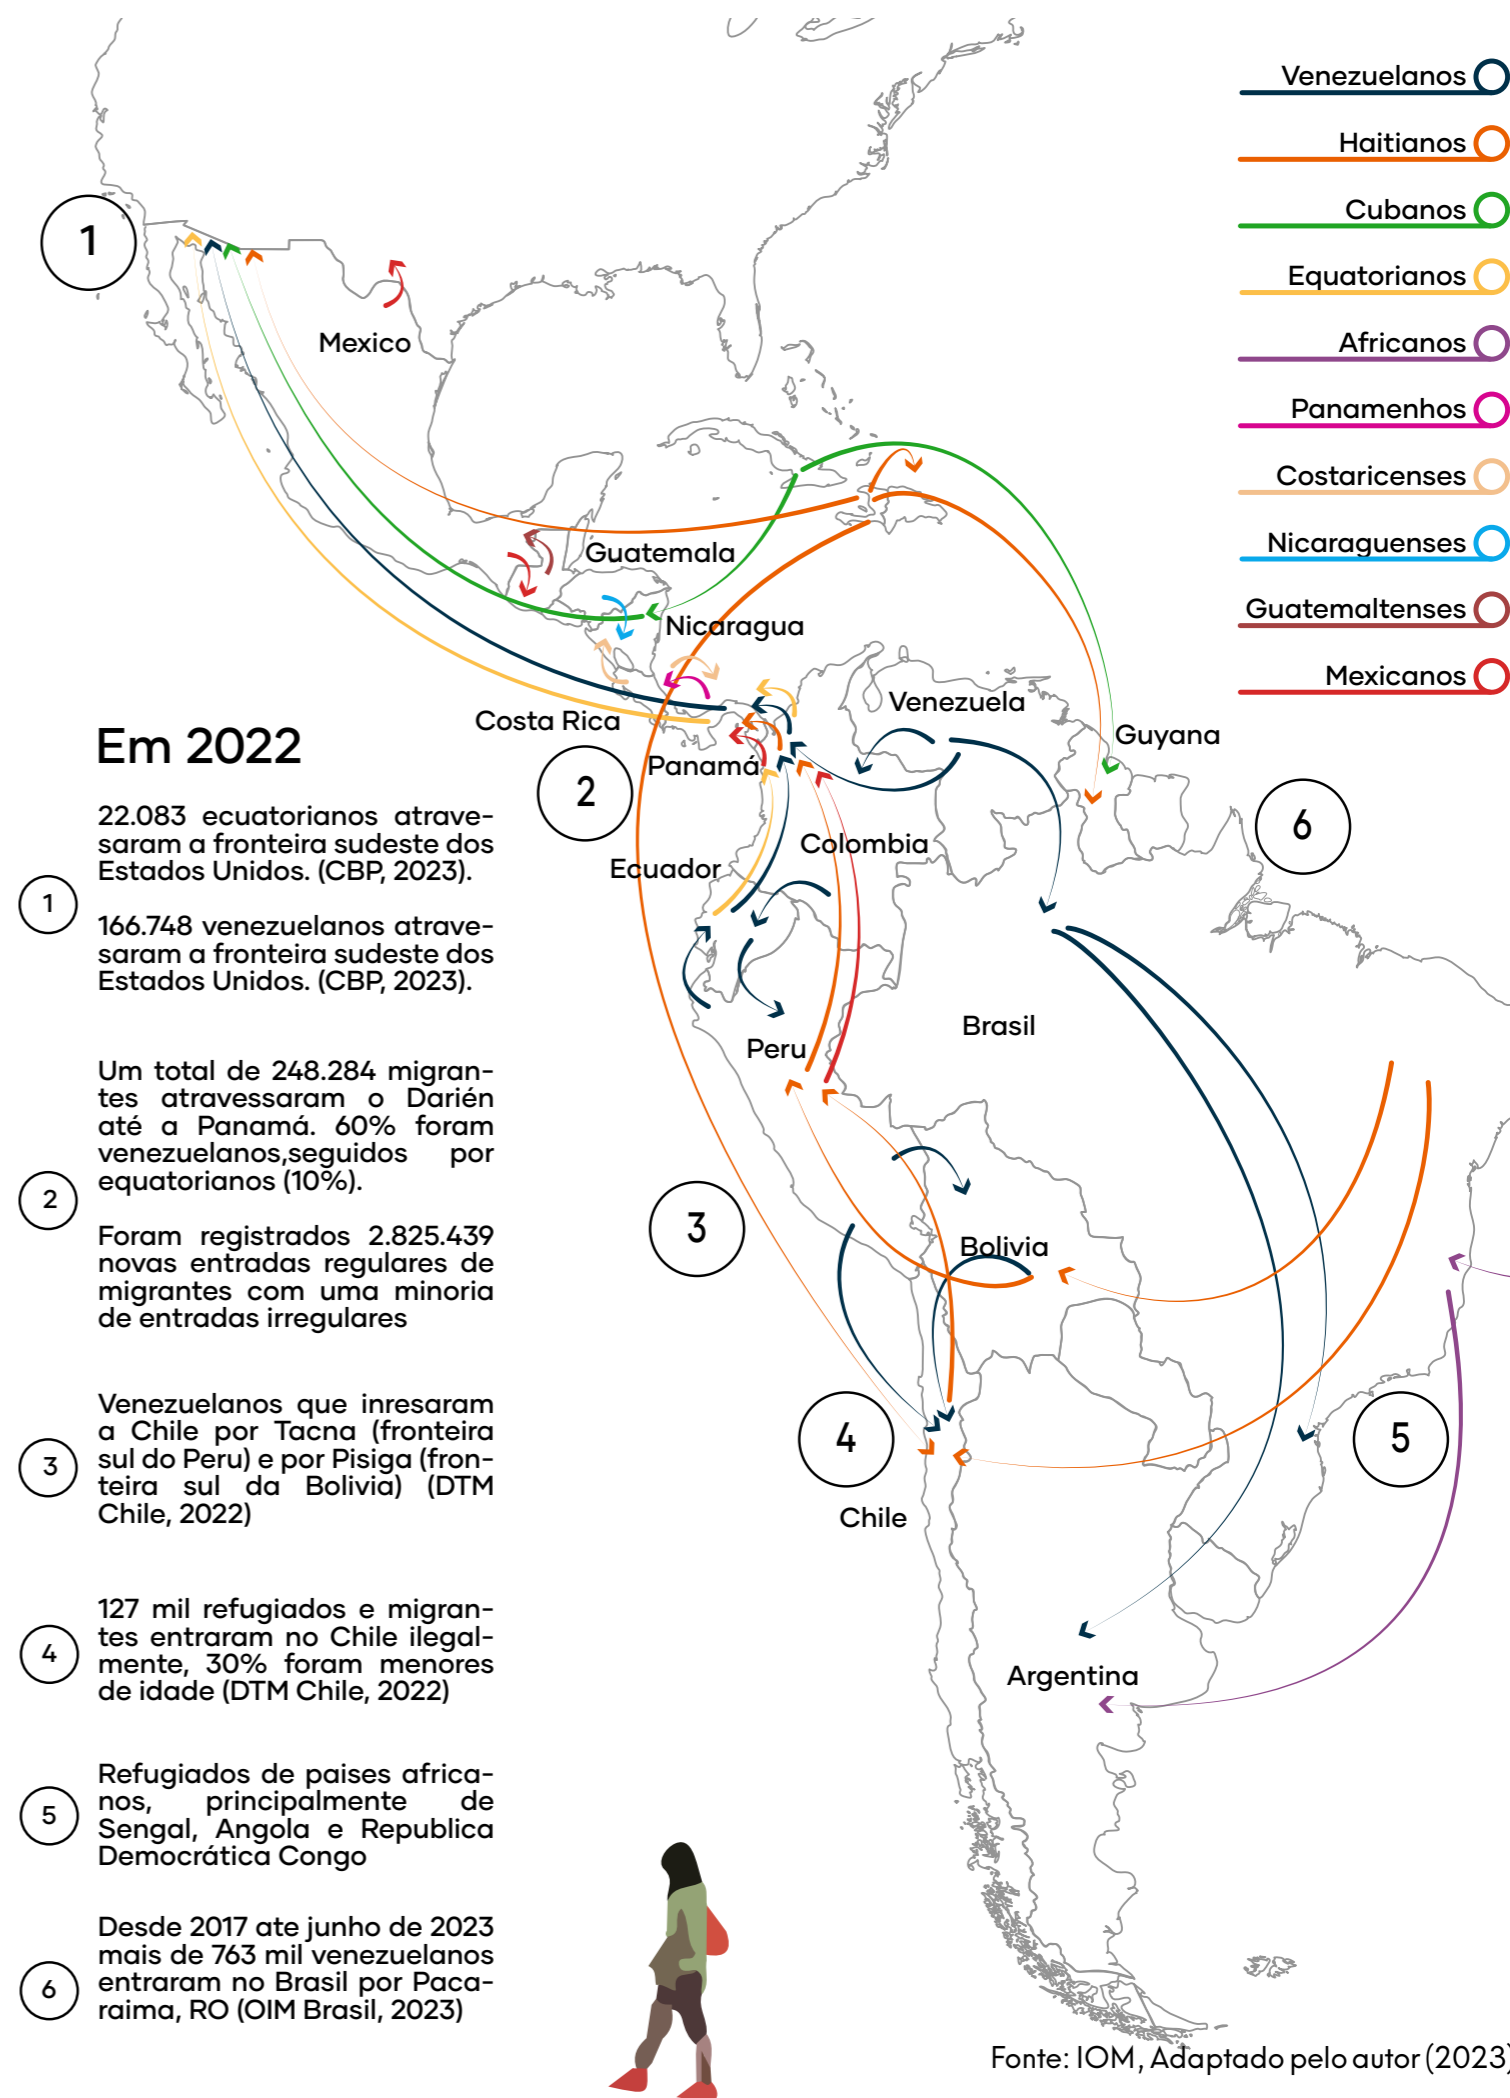 Venezuelanos
Haitianos
Cubanos
Equatorianos
Africanos
Panamenhos
Costaricenses
Nicaraguenses
Guatemaltenses
Mexicanos
1
Mexico
Guatemala
Nicaragua
Costa Rica
Panamá
2
Venezuela
Guyana
6
Colombia
Ecuador
Brasil
Peru
3
Bolivia
4
5
Chile
Argentina
Em 2022
1
22.083 ecuatorianos atrave-
saram a fronteira sudeste dos
Estados Unidos. (CBP, 2023).
166.748 venezuelanos atrave-
saram a fronteira sudeste dos
Estados Unidos. (CBP, 2023).
2
Um total de 248.284 migran-
tes atravessaram o Darién
até a Panamá. 60% foram
venezuelanos,seguidos por
equatorianos (10%).
Foram registrados 2.825.439
novas entradas regulares de
migrantes com uma minoria
de entradas irregulares
3
Venezuelanos que inresaram
a Chile por Tacna (fronteira
sul do Peru) e por Pisiga (fron-
teira sul da Bolivia) (DTM
Chile, 2022)
4
127 mil refugiados e migran-
tes entraram no Chile ilegal-
mente, 30% foram menores
de idade (DTM Chile, 2022)
5
Refugiados de paises africa-
nos, principalmente de
Sengal, Angola e Republica
Democrática Congo
6
Desde 2017 ate junho de 2023
mais de 763 mil venezuelanos
entraram no Brasil por Paca-
raima, RO (OIM Brasil, 2023)
Fonte: IOM, Adaptado pelo autor (2023)